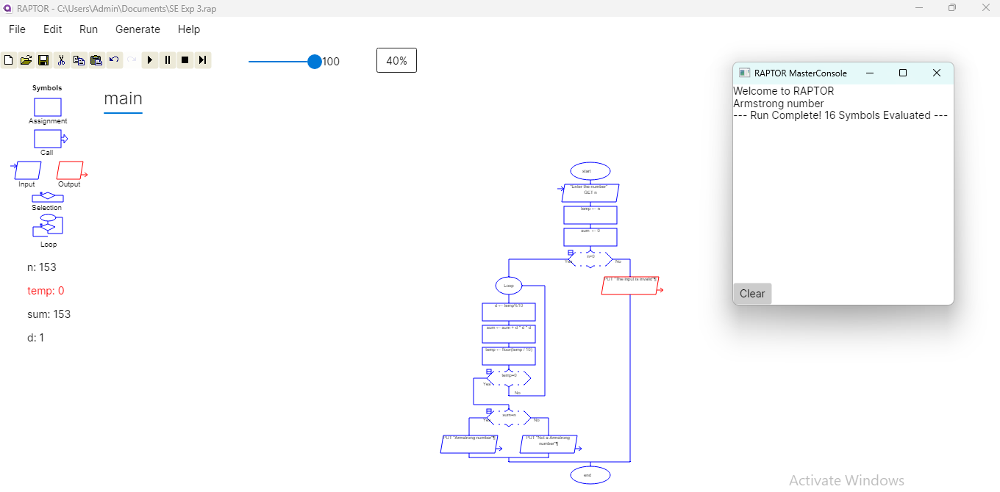 RAPTOR - C:\Users\Admin\Documents\SE Exp 3.rap
File Edit Run Generate Help
100
40%
Symbols
Assignment
Call
Input Output
Selection
Loop
n: 153
temp: 0
sum: 153
d: 1
main
start
"Enter the number"
GET n
temp ← n
sum ← 0
Yes
No
PUT "The input is invalid"¶
Loop
d ← temp%10
sum ← sum + d * d * d
temp ← floor(temp / 10)
temp=0
Yes
No
sum=n
Yes
No
PUT "Armstrong number"¶
PUT "Not a Armstrong
number"¶
end
RAPTOR MasterConsole
Welcome to RAPTOR
Armstrong number
--- Run Complete! 16 Symbols Evaluated ---
Clear
Activate Windows